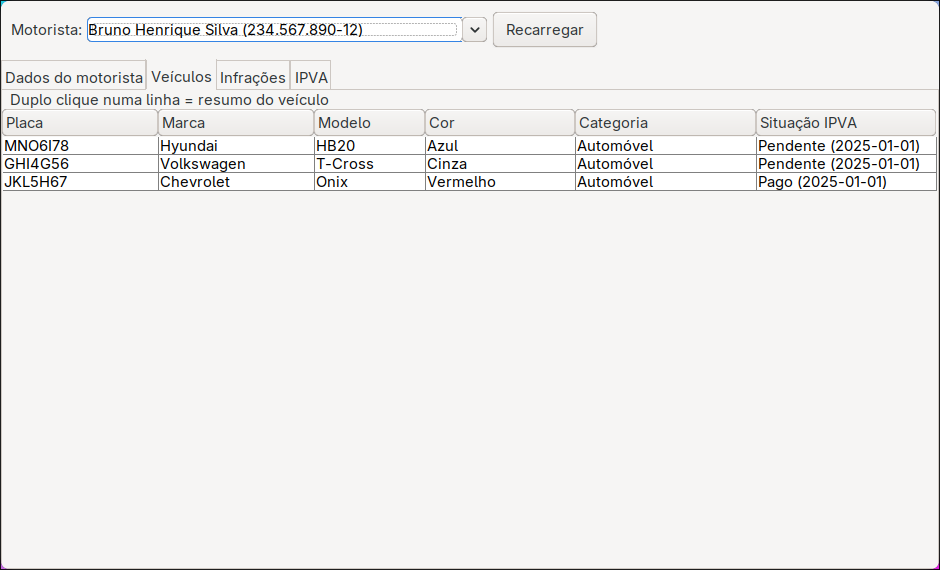 Motorista: Bruno Henrique Silva (234.567.890-12) Recarregar
Dados do motorista Veículos Infrações IPVA
Duplo clique numa linha = resumo do veículo
Placa Marca Modelo Cor Categoria Situação IPVA
MNO6I78 Hyundai HB20 Azul Automóvel Pendente (2025-01-01)
GHI4G56 Volkswagen T-Cross Cinza Automóvel Pendente (2025-01-01)
JKL5H67 Chevrolet Onix Vermelho Automóvel Pago (2025-01-01)